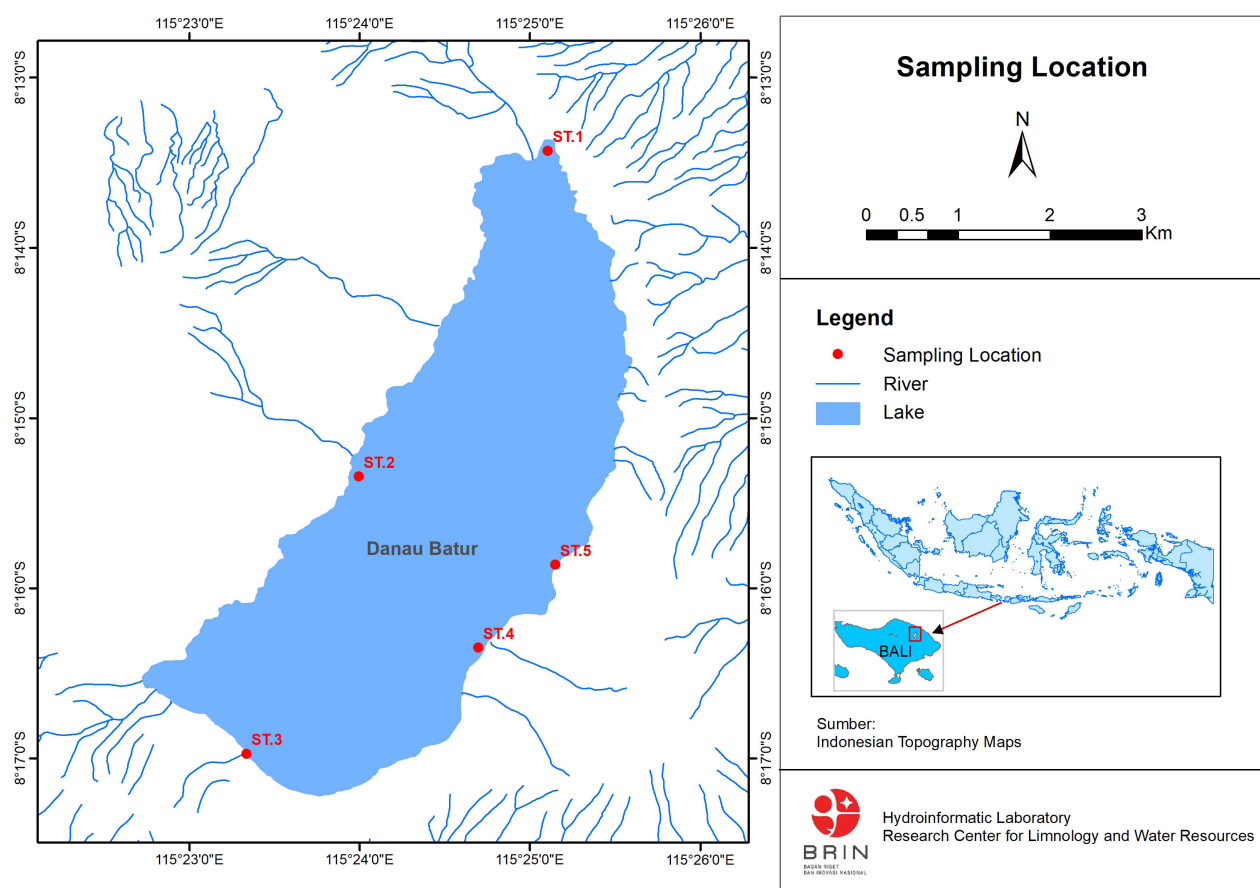 115°23'0"E 115°24'0"E 115°25'0"E 115°26'0"E
8°13'0"S 8°13'0"S
ST.1
8°14'0"S 8°14'0"S
8°15'0"S 8°15'0"S
ST.2
Danau Batur
ST.5
8°16'0"S 8°16'0"S
ST.4
ST.3
8°17'0"S 8°17'0"S
115°23'0"E 115°24'0"E 115°25'0"E 115°26'0"E
Sampling Location
N
0 0.5 1 2 3
Km
Legend
Sampling Location
River
Lake
BALI
Sumber:
Indonesian Topography Maps
BRIN
BADAN RISET
DAN INOVASI NASIONAL
Hydroinformatic Laboratory
Research Center for Limnology and Water Resources